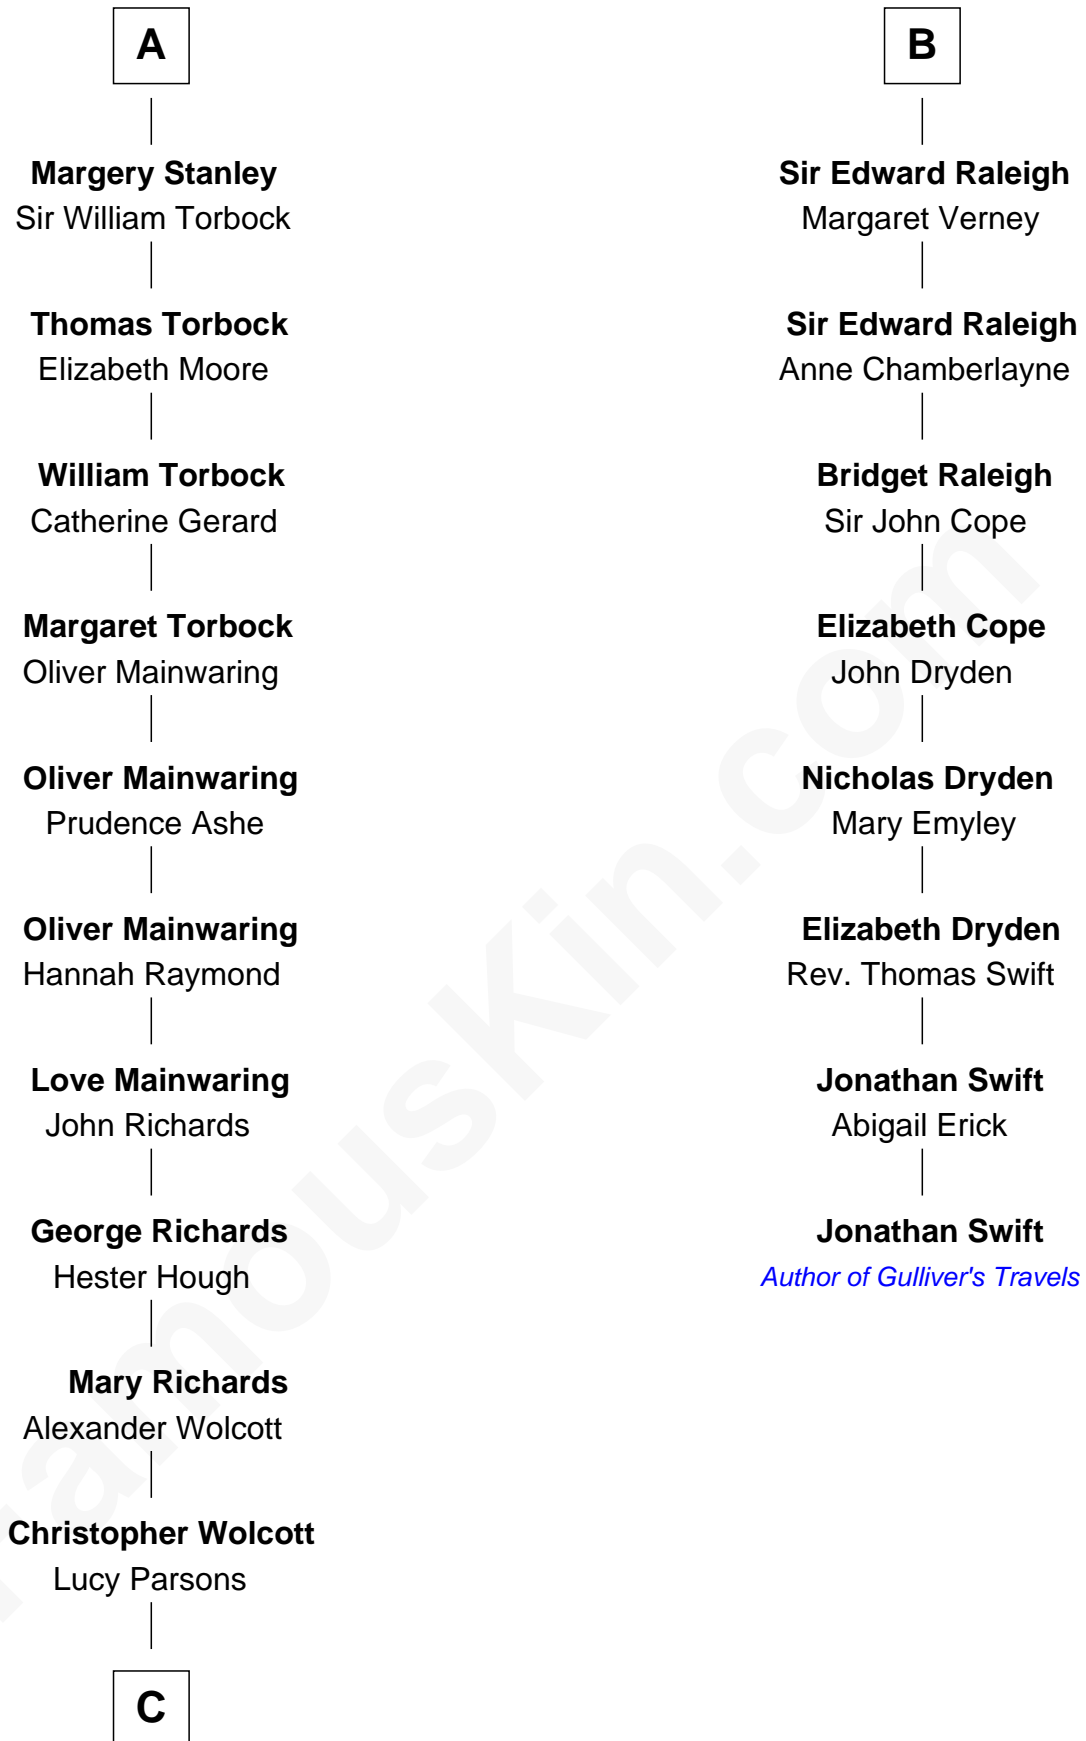 A
Margery Stanley
Sir William Torbock
Thomas Torbock
Elizabeth Moore
William Torbock
Catherine Gerard
Margaret Torbock
Oliver Mainwaring
Oliver Mainwaring
Prudence Ashe
Oliver Mainwaring
Hannah Raymond
Love Mainwaring
John Richards
George Richards
Hester Hough
Mary Richards
Alexander Wolcott
Christopher Wolcott
Lucy Parsons
C
B
Sir Edward Raleigh
Margaret Verney
Sir Edward Raleigh
Anne Chamberlayne
Bridget Raleigh
Sir John Cope
Elizabeth Cope
John Dryden
Nicholas Dryden
Mary Emyley
Elizabeth Dryden
Rev. Thomas Swift
Jonathan Swift
Abigail Erick
Jonathan Swift
Author of Gulliver's Travels
FamousKin.com